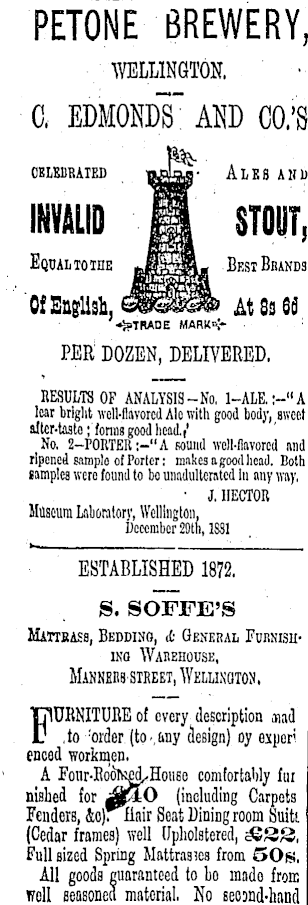 PETONE BREWERY,
WELLINGTON.
C. EDMONDS AND CO.'S
CELEBRATED ALES AND
INVALID STOUT,
EQUAL TO THE BEST BRANDS
Of English, At 8s 6d
TRADE MARK
PER DOZEN, DELIVERED.
RESULTS OF ANALYSIS—No. 1—ALE.:—"A
lear bright well-flavored Ale with good body, sweet
after-taste; forms good head."
No. 2—PORTER:—"A sound well-flavored and
ripened sample of Porter: makes a good head. Both
samples were found to be unadulterated in any way.
J. HECTOR
Museum Laboratory, Wellington,
December 29th, 1881
ESTABLISHED 1872.
S. SOFFE'S
MATTRASS, BEDDING, & GENERAL FURNISH-
ING WAREHOUSE,
MANNERS STREET, WELLINGTON.
FURNITURE of every description and
to order (to any design) by experi
enced workmen.
A Four-Roomed House comfortably fur
nished for £40 (including Carpets
Fenders, &c). Hair Seat Dining room Suite
(Cedar frames) well Upholstered, £22,
Full sized Spring Mattrasses from 50s.
All goods guaranteed to be made from
well seasoned material. No second-hand